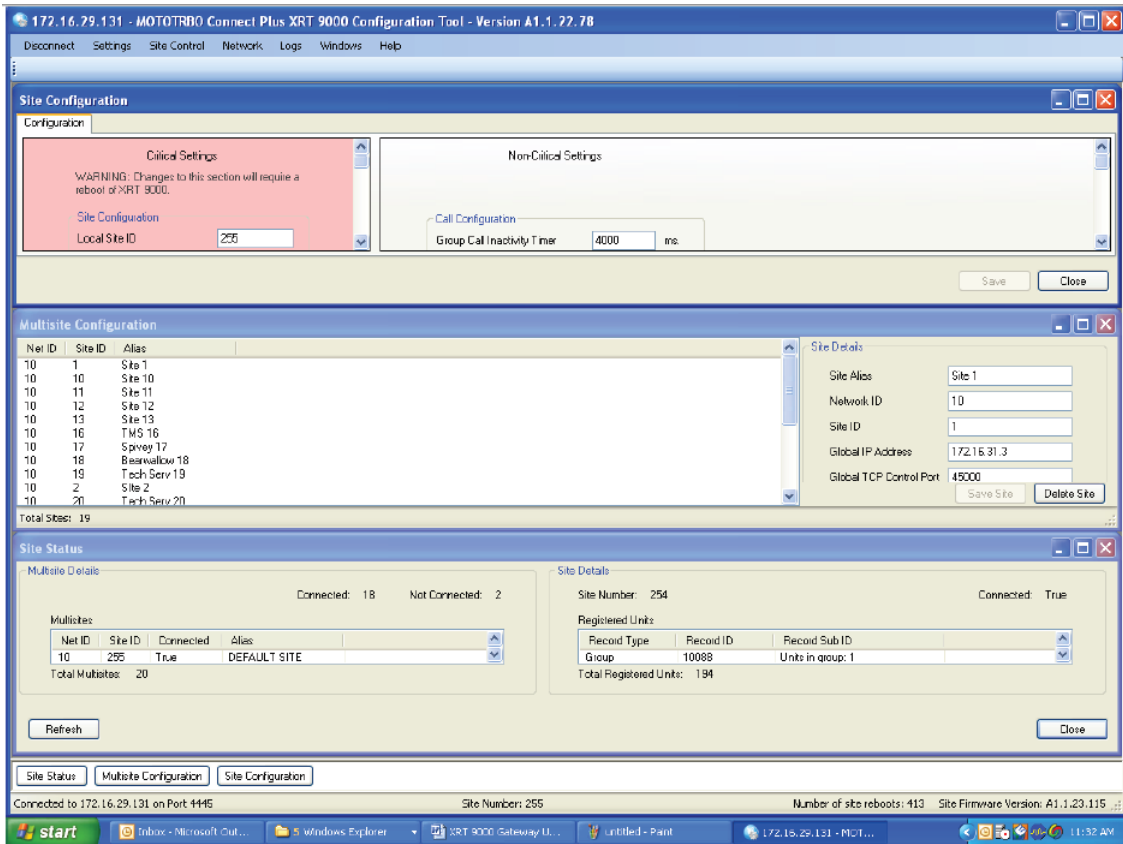 172.16.29.131 - MOTOTRBO Connect Plus XRT 9000 Configuration Tool - Version A1.1.22.78
Disconnect Settings Site Control Network Logs Windows Help
Site Configuration
Configuration
Critical Settings
WARNING: Changes to this section will require a
reboot of XRT 9000.
Site Configuration
Local Site ID 255
Non-Critical Settings
Call Configuration
Group Call Inactivity Timer 4000 ms.
Save Close
Multisite Configuration
Net ID Site ID Alias
10 1 Site 1
10 10 Site 10
10 11 Site 11
10 12 Site 12
10 13 Site 13
10 16 TMS 16
10 17 Spivey 17
10 18 Bearwallow 18
10 19 Tech Serv 19
10 2 SIte 2
10 20 Tech Serv 20
Total Sites: 19
Site Details
Site Alias Site 1
Network ID 10
Site ID 1
Global IP Address 172.16.31.3
Global TCP Control Port 45000
Save Site Delete Site
Site Status
Multisite Details
Connected: 18 Not Connected: 2
Multisites
Net ID Site ID Connected Alias
10 255 True DEFAULT SITE
Total Multisites: 20
Site Details
Site Number: 254 Connected: True
Registered Units
Record Type Record ID Record Sub ID
Group 10088 Units in group: 1
Total Registered Units: 194
Refresh Close
Site Status Multisite Configuration Site Configuration
Connected to 172.16.29.131 on Port 4445 Site Number: 255 Number of site reboots: 413 Site Firmware Version: A1.1.23.115
start Inbox - Microsoft Out... 5 Windows Explorer XRT 9000 Gateway U... untitled - Paint 172.16.29.131 - MOT... 11:32 AM